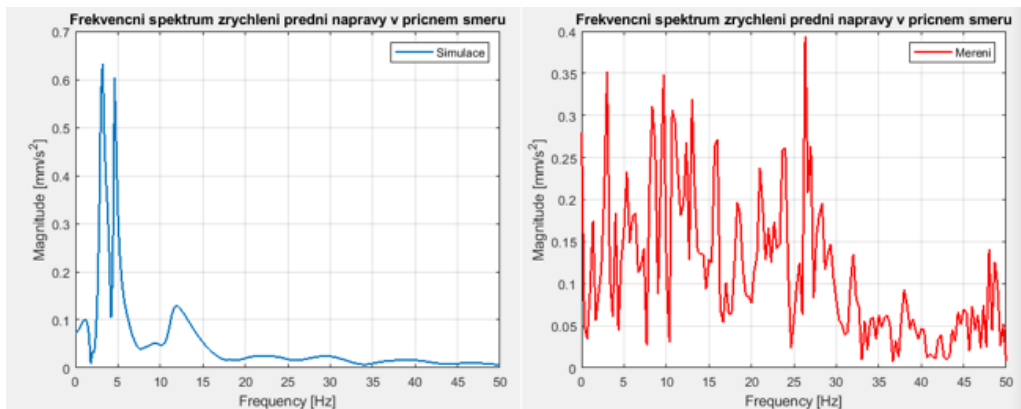 Frekvencni spektrum zrychleni predni napravy v pricnem smeru
0.7
0.6
0.5
0.4
0.3
0.2
0.1
0
Magnitude [mm/s²]
Simulace
0 5 10 15 20 25 30 35 40 45 50
Frequency [Hz]
Frekvencni spektrum zrychleni predni napravy v pricnem smeru
0.4
0.35
0.3
0.25
0.2
0.15
0.1
0.05
0
Magnitude [mm/s²]
Mereni
0 5 10 15 20 25 30 35 40 45 50
Frequency [Hz]